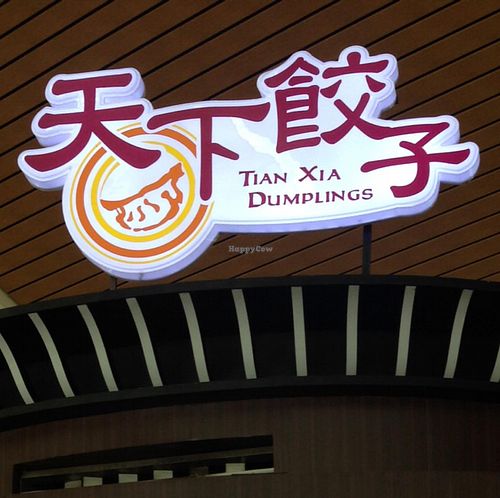 天下餃子
TIAN XIA
DUMPLINGS
HappyCow